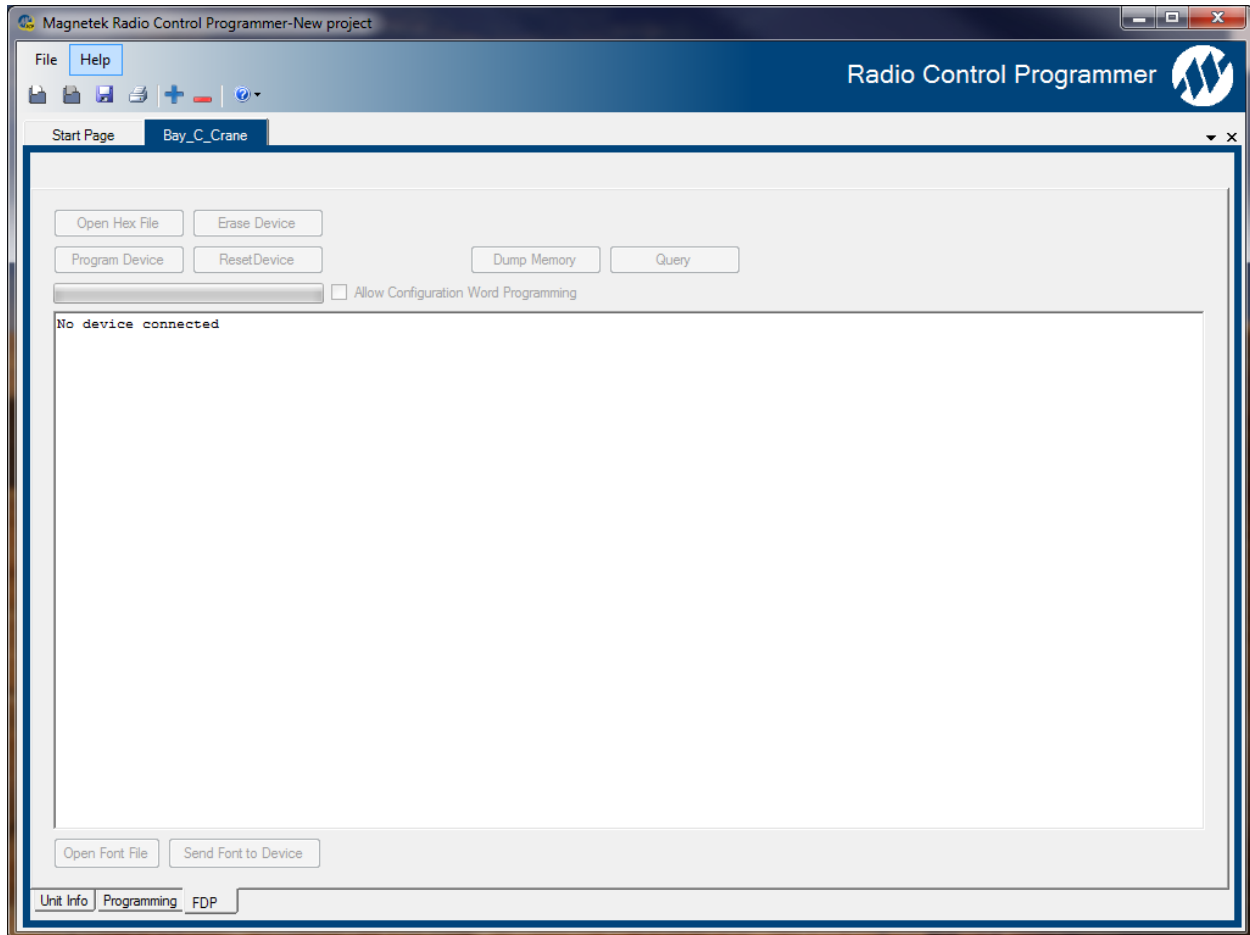 Magnetek Radio Control Programmer-New project
File Help
Radio Control Programmer
Start Page Bay_C_Crane
Open Hex File Erase Device
Program Device ResetDevice Dump Memory Query
Allow Configuration Word Programming
No device connected
Open Font File Send Font to Device
Unit Info Programming FDP